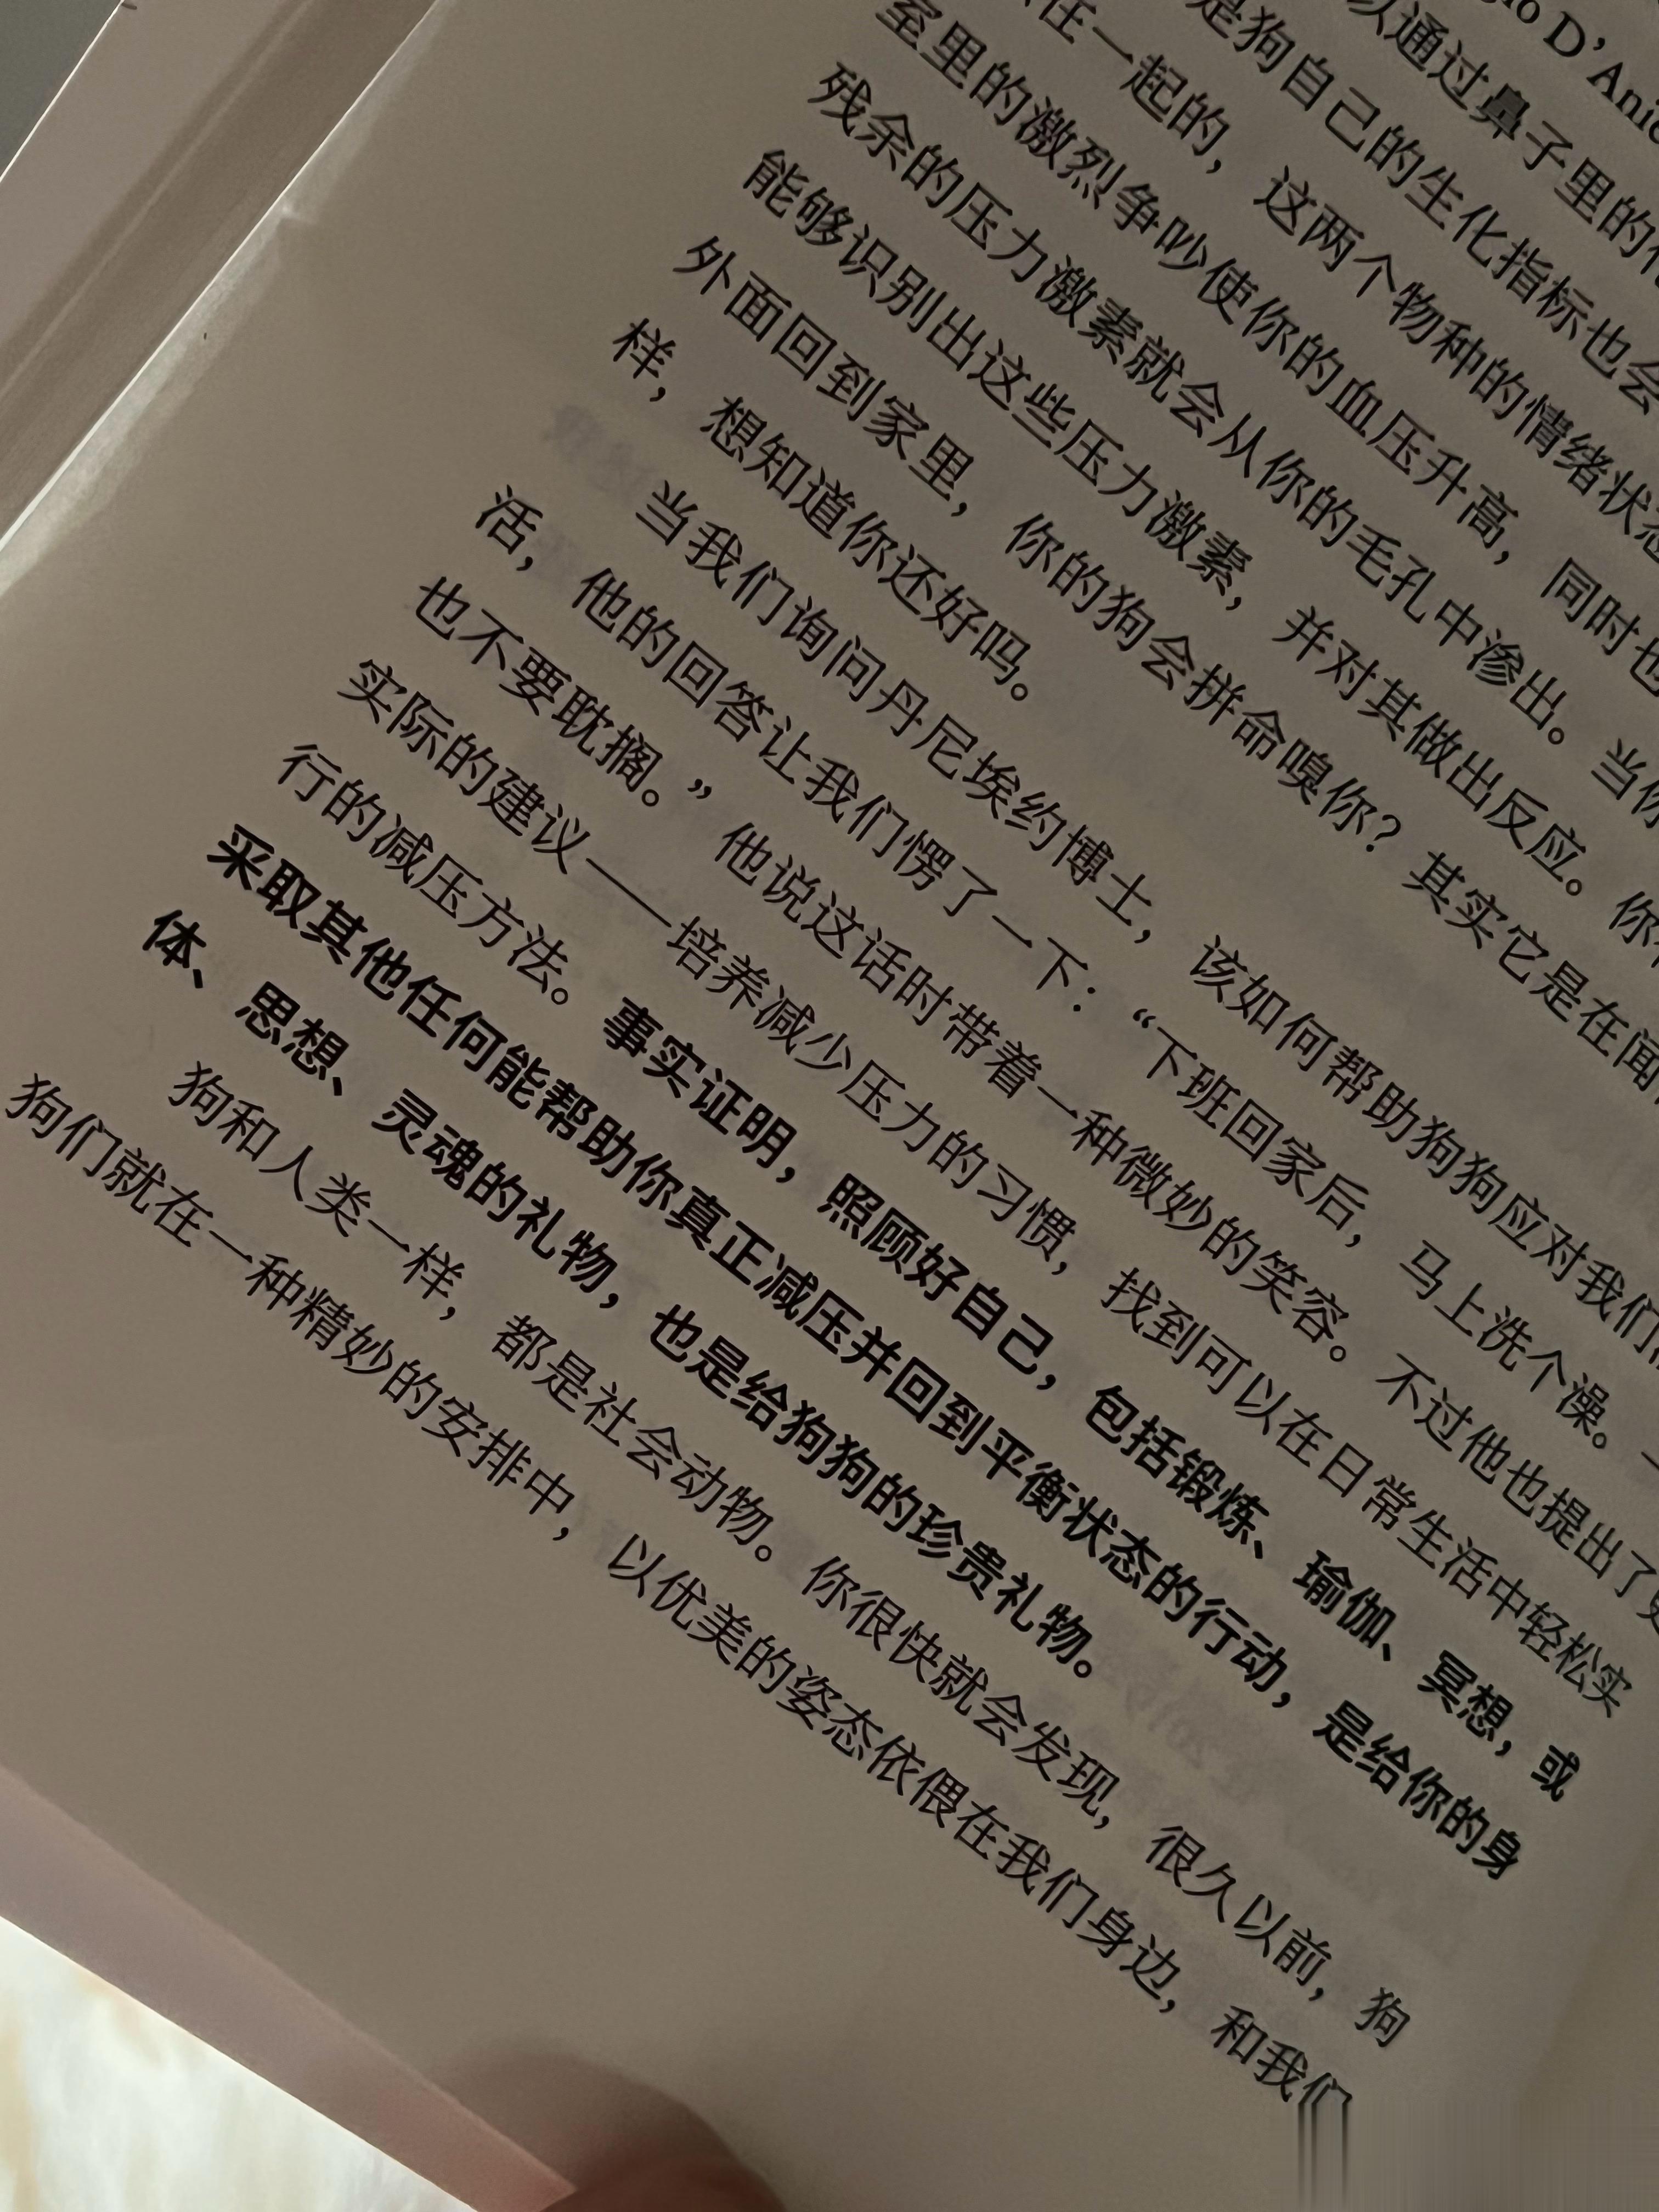 io D'Anie
以通过鼻子里的
是狗自己的生化指标也会
在一起的，这两个物种的情绪状态
室里的激烈争吵使你的血压升高，同时也
残余的压力激素就会从你的毛孔中渗出。当你
能够识别出这些压力激素，并对其做出反应。你
外面回到家里，你的狗会拼命嗅你？其实它是在闻
样，想知道你还好吗。
当我们询问丹尼埃约博士，该如何帮助狗狗应对我们
活，他的回答让我们愣了一下：“下班回家后，马上洗个澡。一
也不要耽搁。”他说这话时带着一种微妙的笑容。不过他也提出了更
实际的建议——培养减少压力的习惯，找到可以在日常生活中轻松实
行的减压方法。事实证明，照顾好自己，包括锻炼、瑜伽、冥想，或
采取其他任何能帮助你真正减压并回到平衡状态的行动，是给你的身
体、思想、灵魂的礼物，也是给狗狗的珍贵礼物。
狗和人类一样，都是社会动物。你很快就会发现，很久以前，狗
狗们就在一种精妙的安排中，以优美的姿态依偎在我们身边，和我们